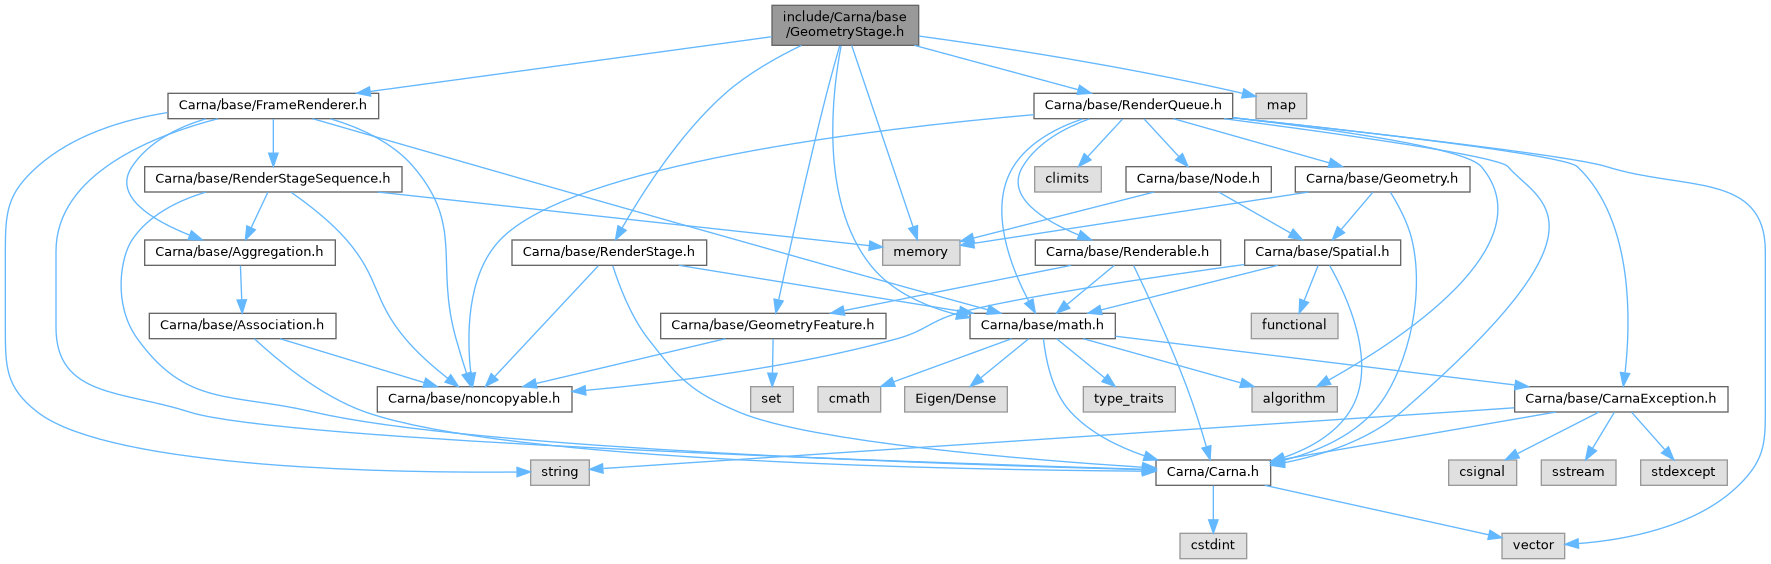 include/Carna/base
/GeometryStage.h
Carna/base/FrameRenderer.h
Carna/base/RenderQueue.h
map
Carna/base/RenderStageSequence.h
climits
Carna/base/Node.h
Carna/base/Geometry.h
Carna/base/Aggregation.h
Carna/base/RenderStage.h
memory
Carna/base/Renderable.h
Carna/base/Spatial.h
Carna/base/Association.h
Carna/base/GeometryFeature.h
Carna/base/math.h
functional
Carna/base/noncopyable.h
set
cmath
Eigen/Dense
type_traits
algorithm
Carna/base/CarnaException.h
string
Carna/Carna.h
csignal
sstream
stdexcept
cstdint
vector